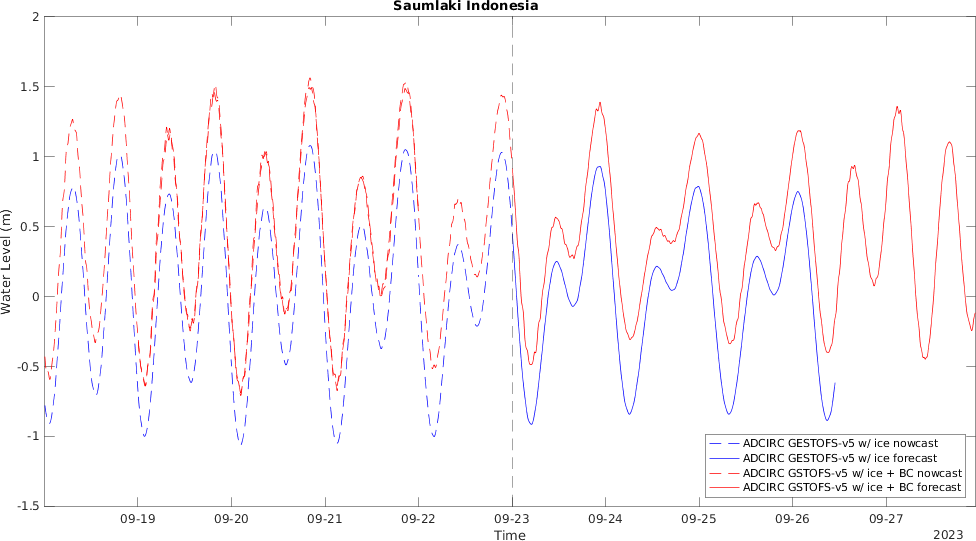 Saumlaki Indonesia
2
1.5
1
0.5
0
-0.5
-1
-1.5
Water Level (m)
09-19 09-20 09-21 09-22 09-23 09-24 09-25 09-26 09-27
Time
2023
ADCIRC GESTOFS-v5 w/ ice nowcast
ADCIRC GESTOFS-v5 w/ ice forecast
ADCIRC GSTOFS-v5 w/ ice + BC nowcast
ADCIRC GSTOFS-v5 w/ ice + BC forecast